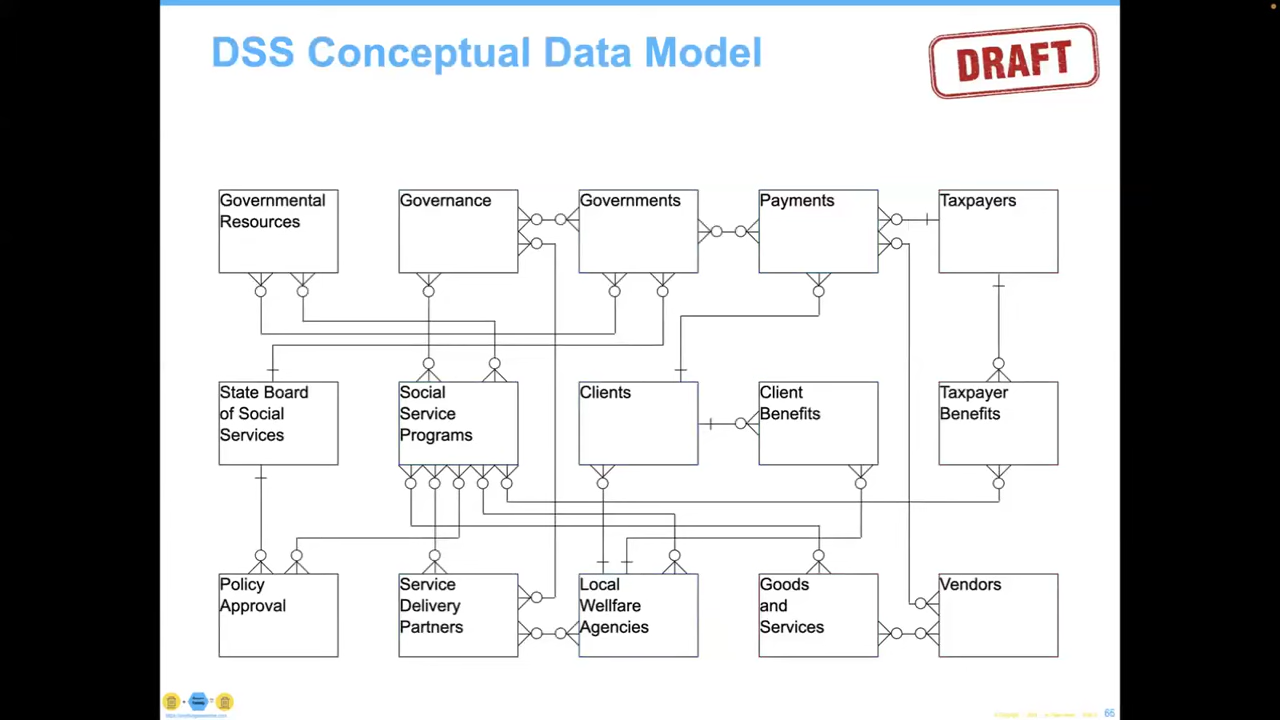 DSS Conceptual Data Model
DRAFT
Governmental
Resources
Governance
Governments
Payments
Taxpayers
State Board
of Social
Services
Social
Service
Programs
Clients
Client
Benefits
Taxpayer
Benefits
Policy
Approval
Service
Delivery
Partners
Local
Wellfare
Agencies
Goods
and
Services
Vendors
65